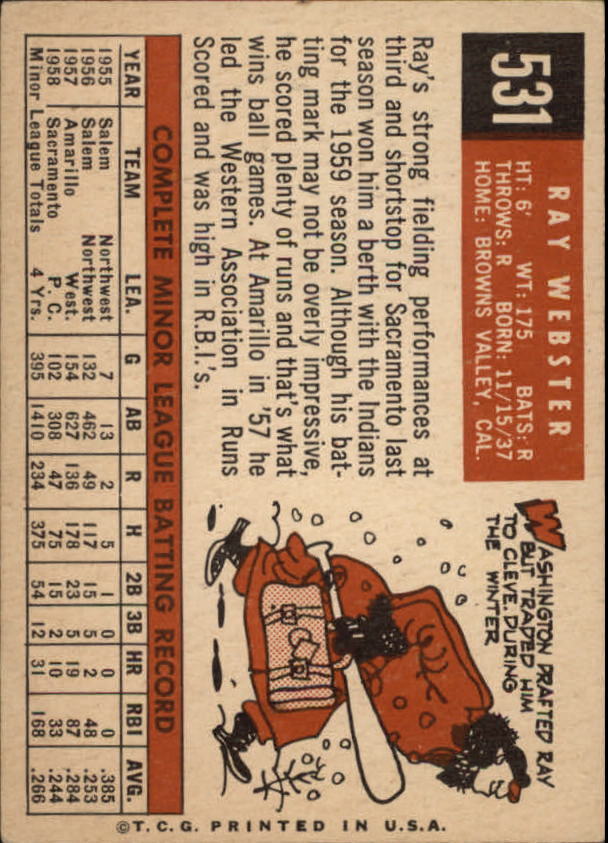 531
RAY WEBSTER
HT: 6' WT: 175 BATS: R
THROWS: R BORN: 11/15/37
HOME: BROWNS VALLEY, CAL.
Ray's strong fielding performances at
third and shortstop for Sacramento last
season won him a berth with the Indians
for the 1959 season. Although his bat-
ting mark may not be overly impressive,
he scored plenty of runs and that's what
wins ball games. At Amarillo in '57 he
led the Western Association in Runs
Scored and was high in R.B.I.'s.
WASHINGTON DRAFTED RAY
BUT TRADED HIM
TO CLEVE. DURING
THE WINTER
COMPLETE MINOR LEAGUE BATTING RECORD
YEAR TEAM LEA. G AB R H 2B 3B HR RBI AVG.
1955 Salem Northwest 7 13 2 5 1 0 0 0 .385
1956 Salem Northwest 132 462 49 117 15 5 2 48 .253
1957 Amarillo West. 154 627 136 178 23 5 19 87 .284
1958 Sacramento P. C. 102 308 47 75 15 2 10 33 .244
Minor League Totals 4 Yrs. 395 1410 234 375 54 12 31 168 .266
©T.C.G. PRINTED IN U.S.A.